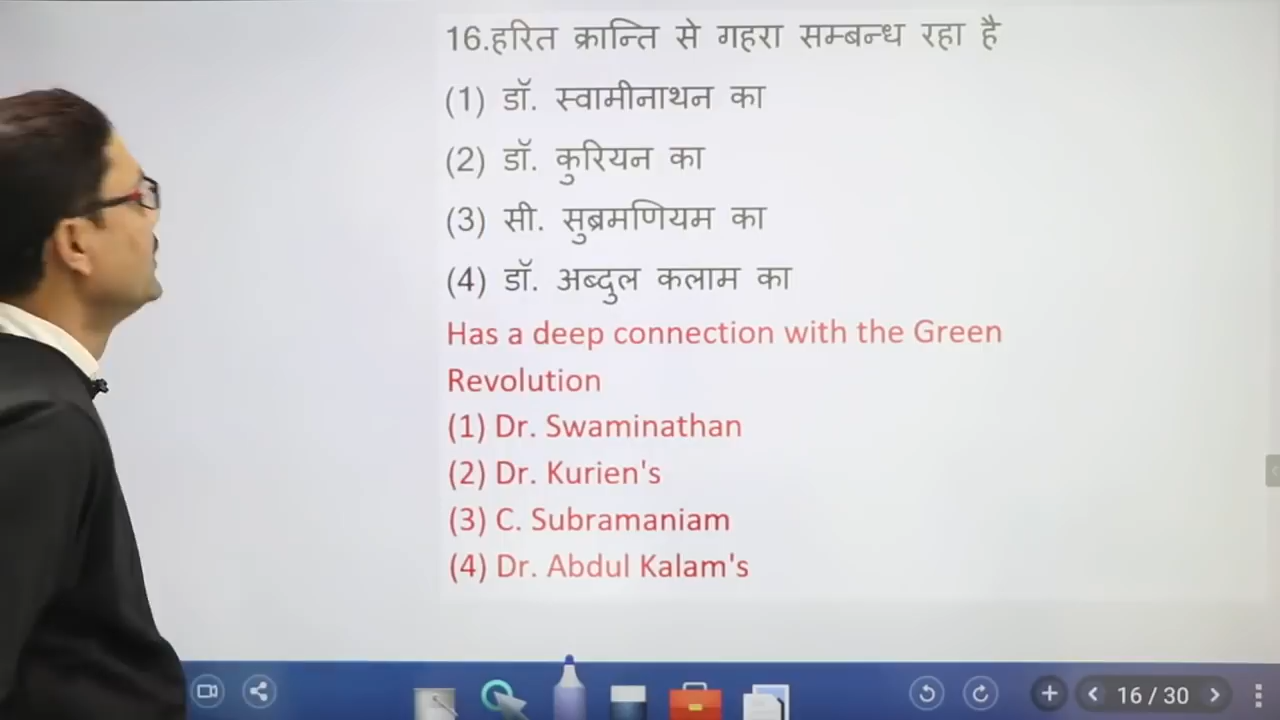 16.हरित क्रान्ति से गहरा सम्बन्ध रहा है
(1) डॉ. स्वामीनाथन का
(2) डॉ. कुरियन का
(3) सी. सुब्रमणियम का
(4) डॉ. अब्दुल कलाम का
Has a deep connection with the Green
Revolution
(1) Dr. Swaminathan
(2) Dr. Kurien's
(3) C. Subramaniam
(4) Dr. Abdul Kalam's
16 / 30